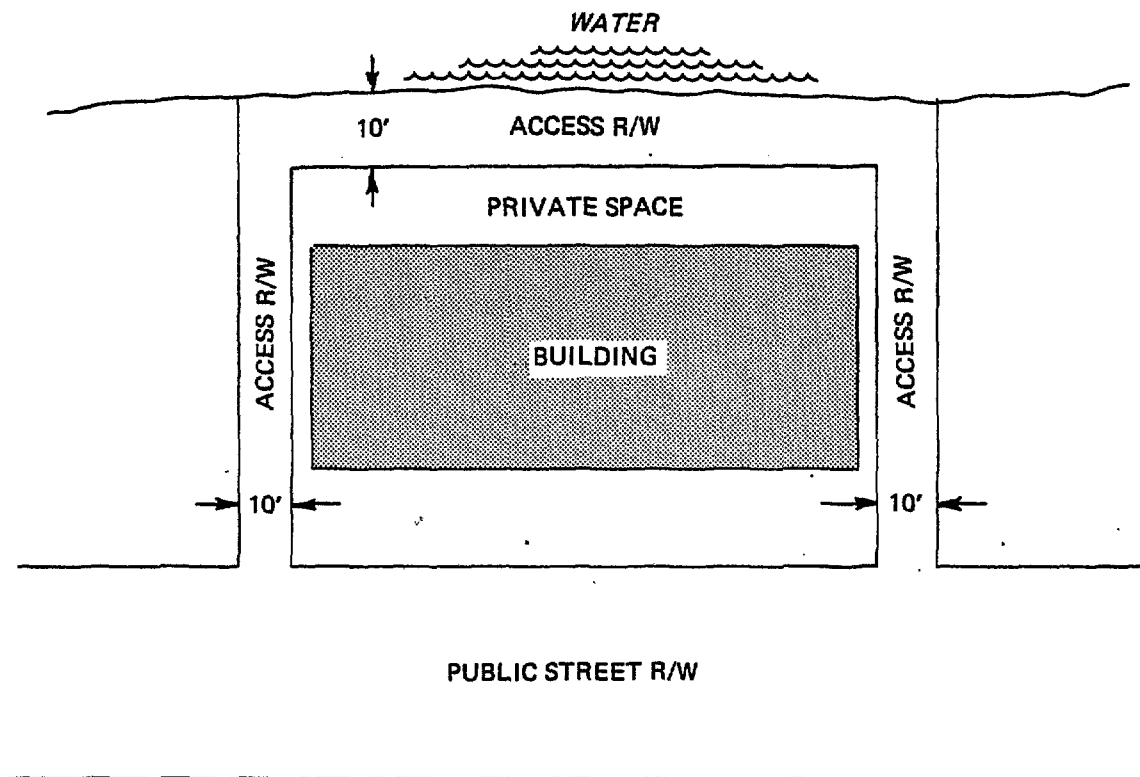 WATER
10'
ACCESS R/W
PRIVATE SPACE
ACCESS R/W
ACCESS R/W
BUILDING
10'
10'
PUBLIC STREET R/W